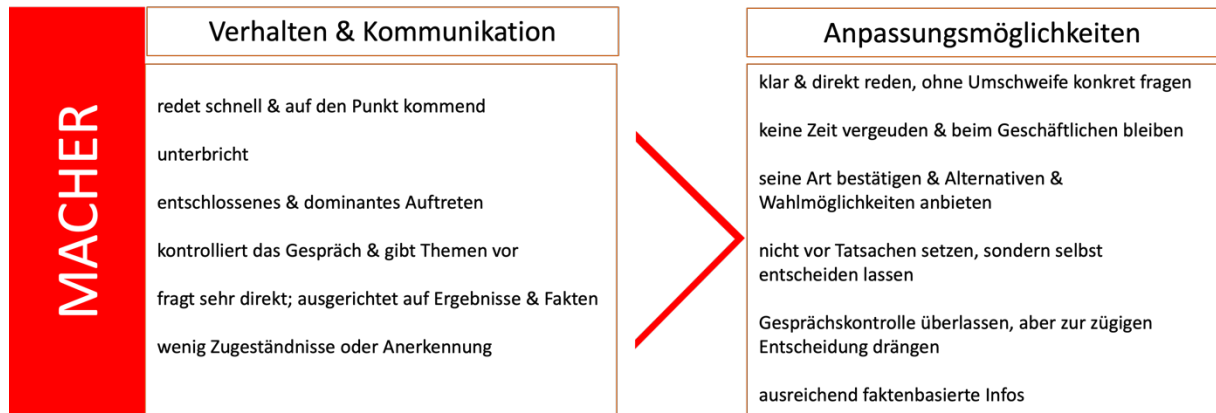 MACHER
Verhalten & Kommunikation
redet schnell & auf den Punkt kommend
unterbricht
entschlossenes & dominantes Auftreten
kontrolliert das Gespräch & gibt Themen vor
fragt sehr direkt; ausgerichtet auf Ergebnisse & Fakten
wenig Zugeständnisse oder Anerkennung
Anpassungsmöglichkeiten
klar & direkt reden, ohne Umschweife konkret fragen
keine Zeit vergeuden & beim Geschäftlichen bleiben
seine Art bestätigen & Alternativen &
Wahlmöglichkeiten anbieten
nicht vor Tatsachen setzen, sondern selbst
entscheiden lassen
Gesprächskontrolle überlassen, aber zur zügigen
Entscheidung drängen
ausreichend faktenbasierte Infos